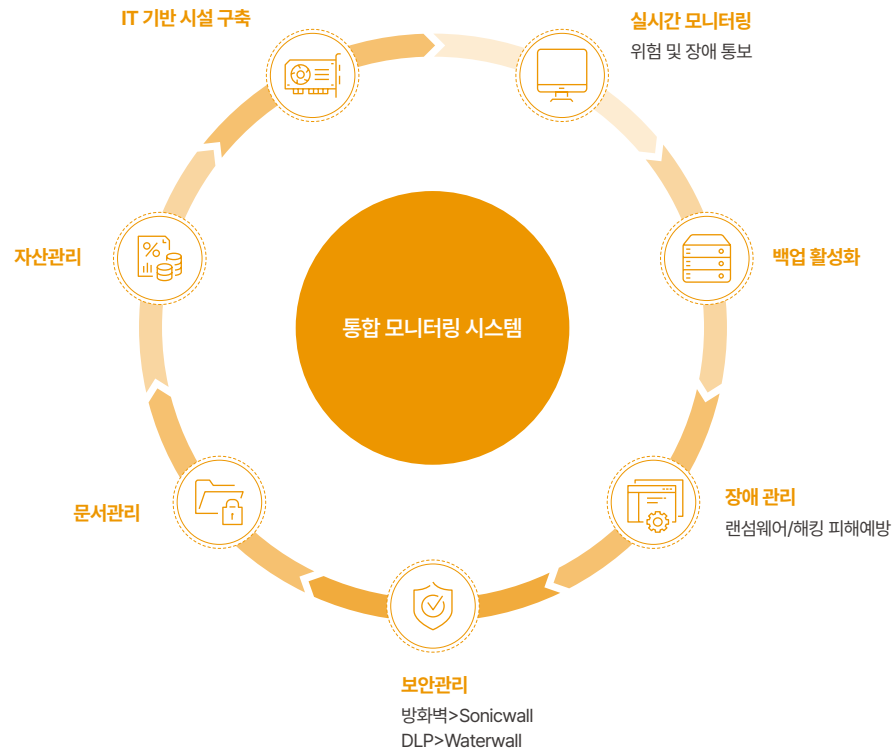 IT 기반 시설 구축
실시간 모니터링
위험 및 장애 통보
자산관리
백업 활성화
통합 모니터링 시스템
문서관리
장애 관리
랜섬웨어/해킹 피해예방
보안관리
방화벽>Sonicwall
DLP>Waterwall